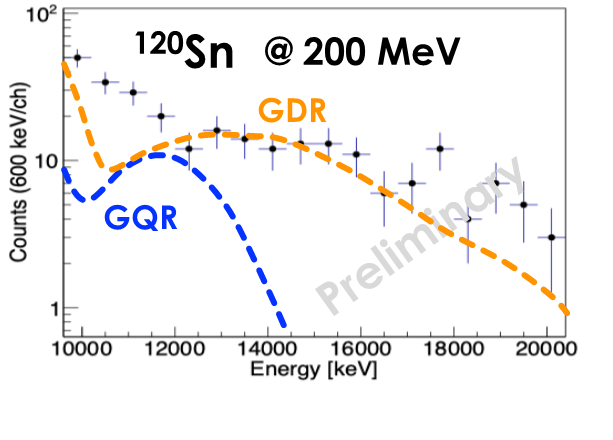 10²
¹²⁰Sn @ 200 MeV
GDR
Counts (600 keV/ch)
10
GQR
Preliminary
1
10000 12000 14000 16000 18000 20000
Energy [keV]